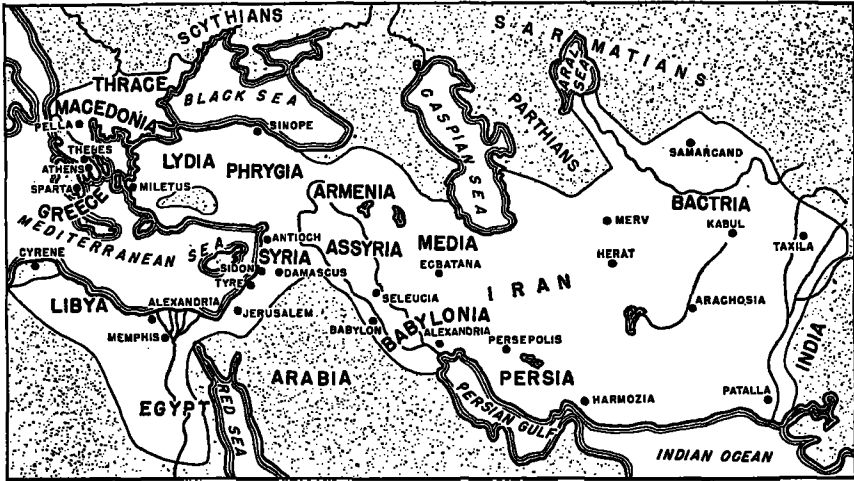 SCYTHIANS
SARMATIANS
THRACE
ARAL SEA
BLACK SEA
CASPIAN SEA
PARTHIANS
MACEDONIA
PELLA
SINOPE
SAMARCAND
THELES
LYDIA
PHRYGIA
ATHENS
SPARTA
MILETUS
ARMENIA
BACTRIA
GREECE
MERV
KABUL
MEDITERRANEAN SEA
ANTIOCH
ASSYRIA
MEDIA
TAXILA
CYRENE
SYRIA
EGBATANA
HERAT
SIDON
DAMASCUS
TYRE
IRAN
LIBYA
ALEXANDRIA
SELEUCIA
ARACHOSIA
JERUSALEM
BABYLON
BABYLONIA
MEMPHIS
ALEXANDRIA
PERSEPOLIS
INDIA
ARABIA
PERSIA
EGYPT
RED SEA
PERSIAN GULF
HARMOZIA
PATALLA
INDIAN OCEAN